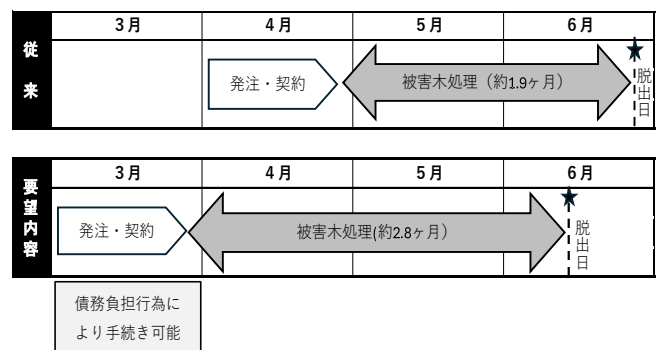 3月 4月 5月 6月
従来
発注・契約
被害木処理（約1.9ヶ月）
脱出日
3月 4月 5月 6月
要望内容
発注・契約
被害木処理(約2.8ヶ月）
脱出日
債務負担行為に
より手続き可能